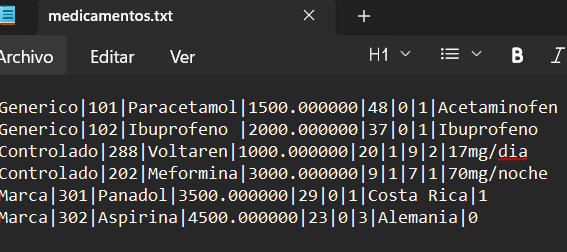 medicamentos.txt
Archivo Editar Ver H1 B I
Generico|101|Paracetamol|1500.000000|48|0|1|Acetaminofen
Generico|102|Ibuprofeno |2000.000000|37|0|1|Ibuprofeno
Controlado|288|Voltaren|1000.000000|20|1|9|2|17mg/dia
Controlado|202|Meformina|3000.000000|9|1|7|1|70mg/noche
Marca|301|Panadol|3500.000000|29|0|1|Costa Rica|1
Marca|302|Aspirina|4500.000000|23|0|3|Alemania|0